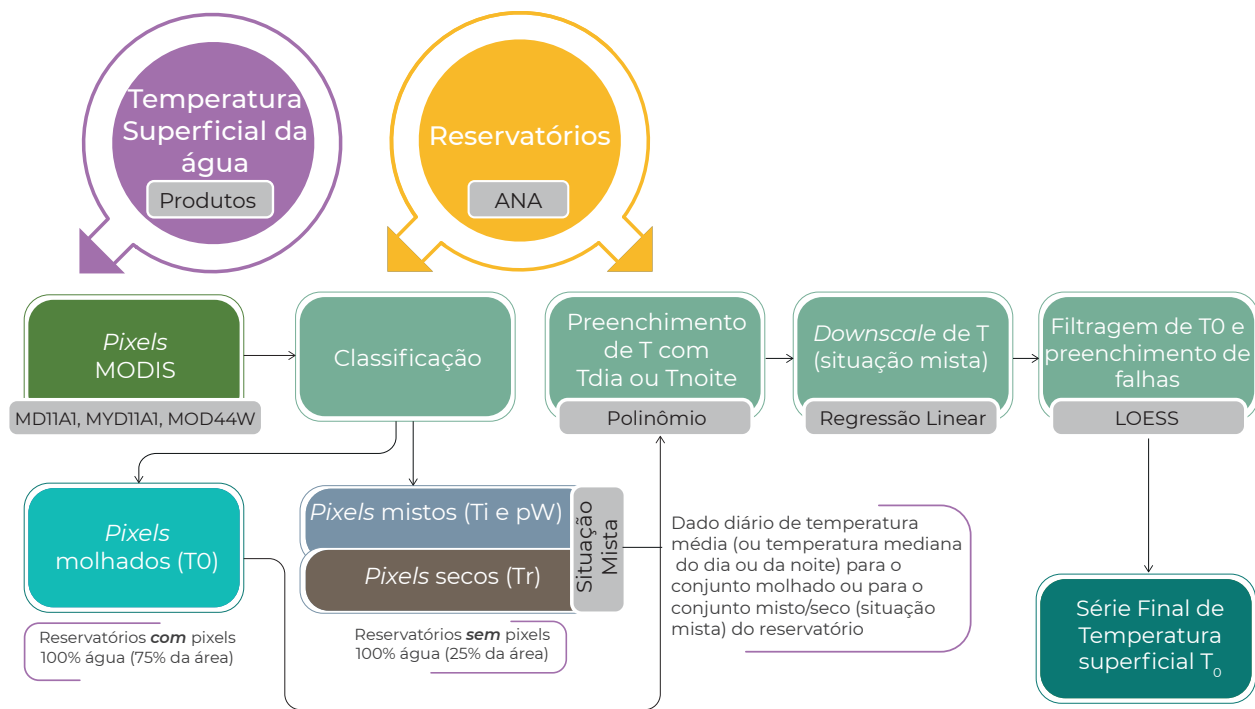 Temperatura
Superficial da
água
Produtos
Reservatórios
ANA
Pixels
MODIS
MD11A1, MYD11A1, MOD44W
Classificação
Preenchimento
de T com
Tdia ou Tnoite
Polinômio
Downscale de T
(situação mista)
Regressão Linear
Filtragem de T0 e
preenchimento de
falhas
LOESS
Pixels
molhados (T0)
Reservatórios com pixels
100% água (75% da área)
Pixels mistos (Ti e pW)
Pixels secos (Tr)
Situação
Mista
Reservatórios sem pixels
100% água (25% da área)
Dado diário de temperatura
média (ou temperatura mediana
do dia ou da noite) para o
conjunto molhado ou para o
conjunto misto/seco (situação
mista) do reservatório
Série Final de
Temperatura
superficial T0